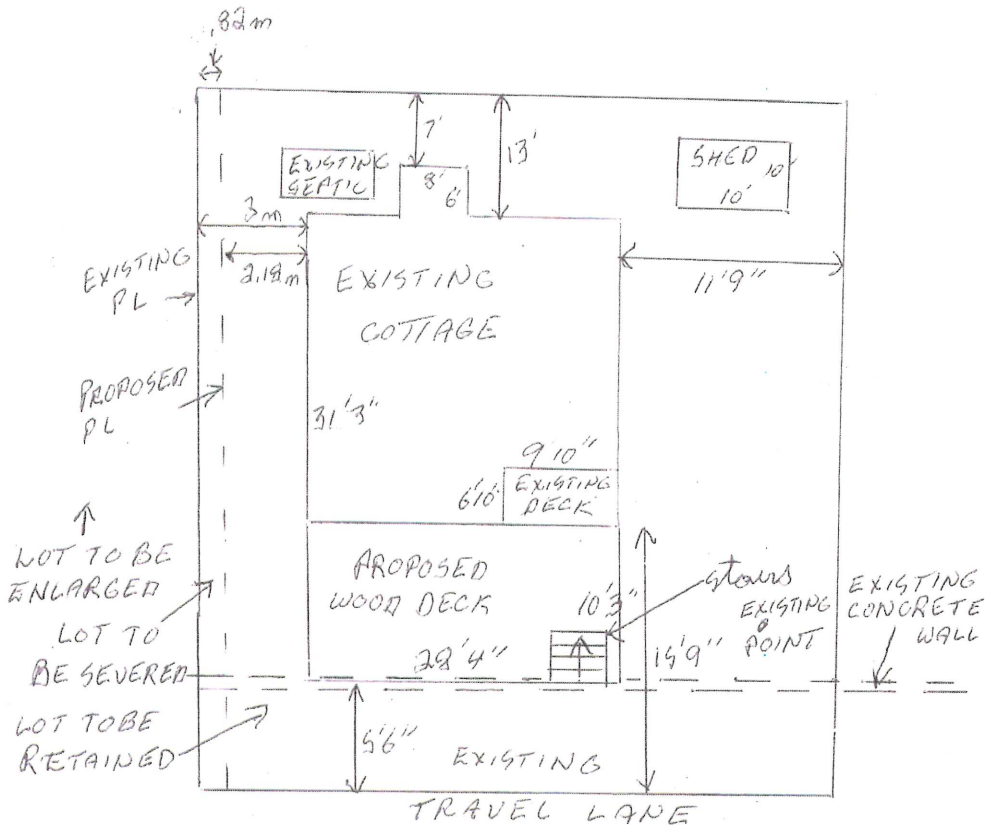 .82m
7'
13'
EXISTING
SEPTIC
8'
6'
SHED 10'
10'
3m
2.18m
EXISTING
PL
EXISTING
COTTAGE
11'9"
PROPOSED
PL
31'3"
9'10"
6'10"
EXISTING
DECK
LOT TO BE
ENLARGED
PROPOSED
WOOD DECK
10'3"
stairs
EXISTING
POINT
EXISTING
CONCRETE
WALL
LOT TO
BE SEVERED
28'4"
15'9"
LOT TO BE
RETAINED
5'6"
EXISTING
TRAVEL LANE